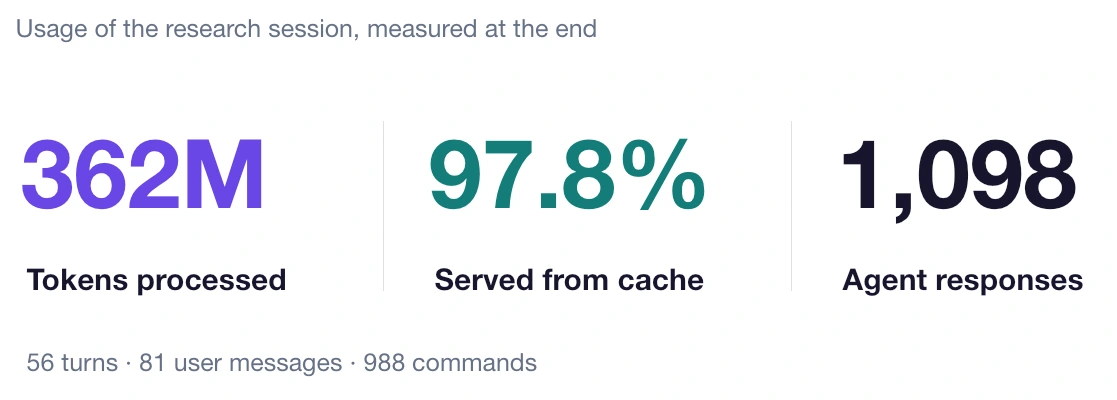 Usage of the research session, measured at the end
362M
Tokens processed
97.8%
Served from cache
1,098
Agent responses
56 turns · 81 user messages · 988 commands